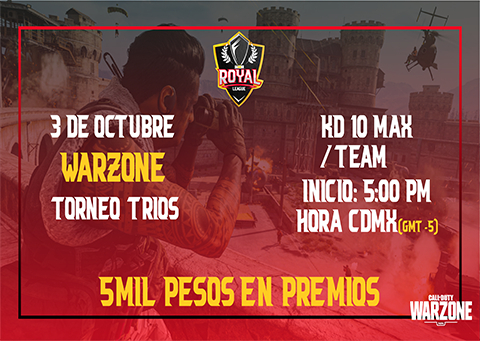 ROYAL
LEAGUE
3 DE OCTUBRE
WARZONE
TORNEO TRIOS
KD 10 MAX
/TEAM
INICIO: 5:00 PM
HORA CDMX(GMT -5)
5MIL PESOS EN PREMIOS
CALL OF DUTY
WARZONE